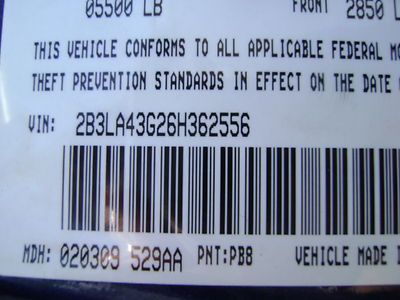 05500 LB FRONT 2850 L
THIS VEHICLE CONFORMS TO ALL APPLICABLE FEDERAL MO
THEFT PREVENTION STANDARDS IN EFFECT ON THE DATE
VIN: 2B3LA43G26H362556
MDH: 020309 529AA PNT:PB8 VEHICLE MADE I